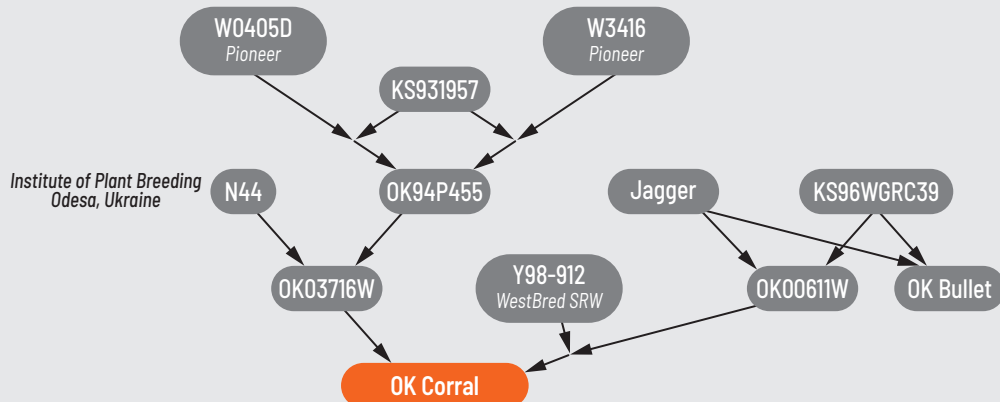 W0405D
Pioneer
W3416
Pioneer
KS931957
Institute of Plant Breeding
Odesa, Ukraine
N44
OK94P455
Jagger
KS96WGRC39
OK03716W
Y98-912
WestBred SRW
OK00611W
OK Bullet
OK Corral